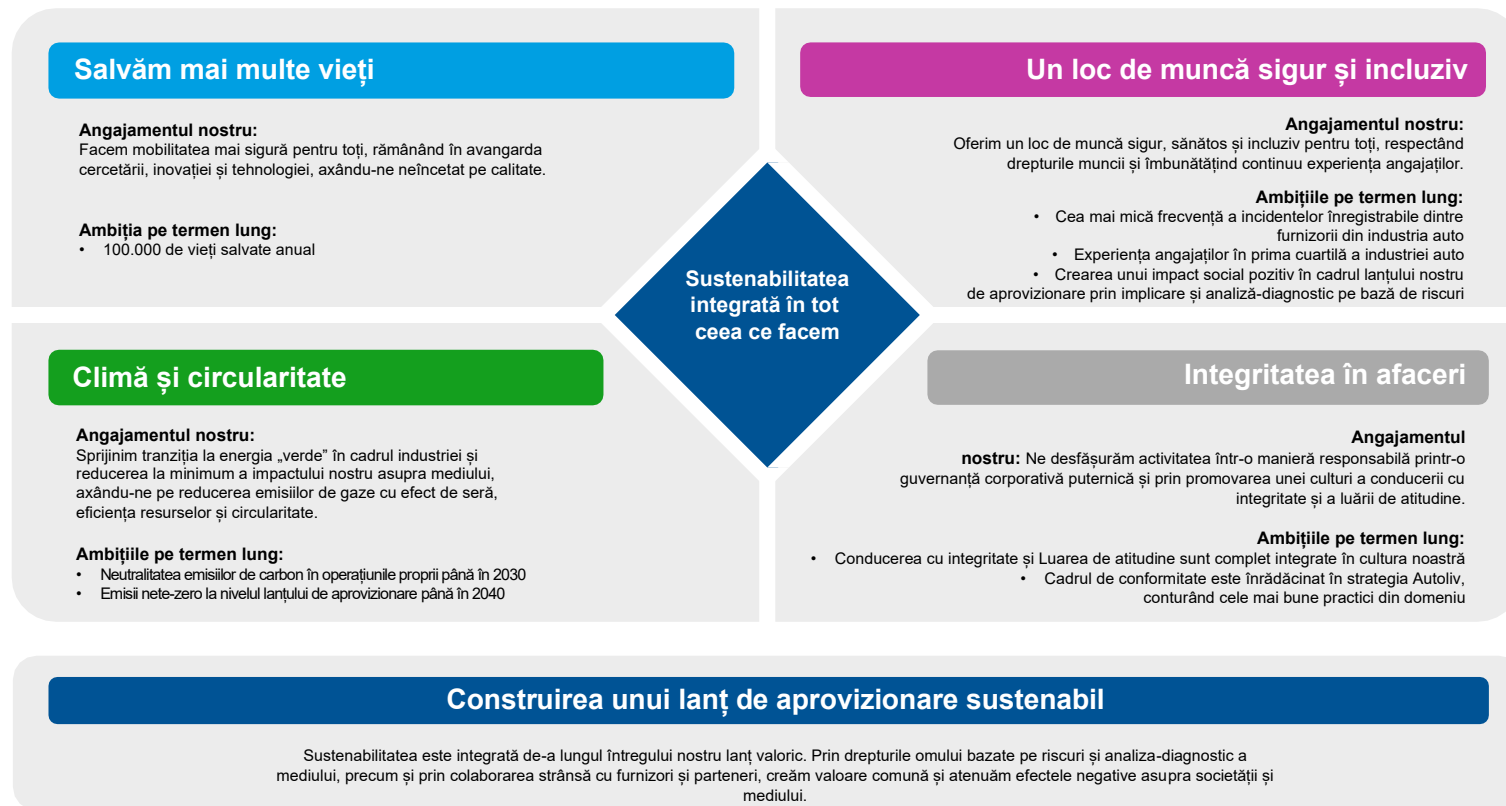 Salvăm mai multe vieți
Angajamentul nostru:
Facem mobilitatea mai sigură pentru toți, rămânând în avangarda
cercetării, inovației și tehnologiei, axându-ne neîncetat pe calitate.
Ambiția pe termen lung:
• 100.000 de vieți salvate anual
Un loc de muncă sigur și incluziv
Angajamentul nostru:
Oferim un loc de muncă sigur, sănătos și incluziv pentru toți, respectând
drepturile muncii și îmbunătățind continuu experiența angajaților.
Ambițiile pe termen lung:
• Cea mai mică frecvență a incidentelor înregistrabile dintre
furnizorii din industria auto
• Experiența angajaților în prima cuartilă a industriei auto
• Crearea unui impact social pozitiv în cadrul lanțului nostru
de aprovizionare prin implicare și analiză-diagnostic pe bază de riscuri
Sustenabilitatea
integrată în tot
ceea ce facem
Climă și circularitate
Angajamentul nostru:
Sprijinim tranziția la energia „verde” în cadrul industriei și
reducerea la minimum a impactului nostru asupra mediului,
axându-ne pe reducerea emisiilor de gaze cu efect de seră,
eficiența resurselor și circularitate.
Ambițiile pe termen lung:
• Neutralitatea emisiilor de carbon în operațiunile proprii până în 2030
• Emisii nete-zero la nivelul lanțului de aprovizionare până în 2040
Integritatea în afaceri
Angajamentul
nostru: Ne desfășurăm activitatea într-o manieră responsabilă printr-o
guvernanță corporativă puternică și prin promovarea unei culturi a conducerii cu
integritate și a luării de atitudine.
Ambițiile pe termen lung:
• Conducerea cu integritate și Luarea de atitudine sunt complet integrate în cultura noastră
• Cadrul de conformitate este înrădăcinat în strategia Autoliv,
conturând cele mai bune practici din domeniu
Construirea unui lanț de aprovizionare sustenabil
Sustenabilitatea este integrată de-a lungul întregului nostru lanț valoric. Prin drepturile omului bazate pe riscuri și analiza-diagnostic a
mediului, precum și prin colaborarea strânsă cu furnizori și parteneri, creăm valoare comună și atenuăm efectele negative asupra societății și
mediului.